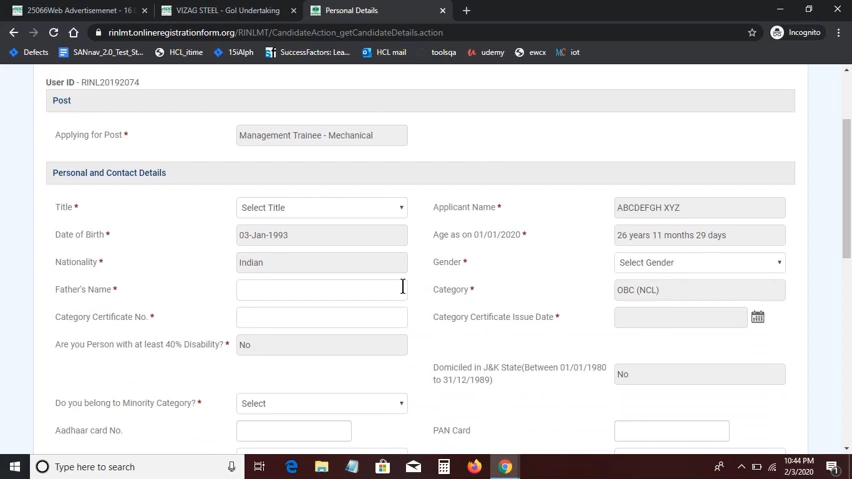 25066Web Advertisemenet - 16
VIZAG STEEL - GoI Undertaking
Personal Details
rinlmt.onlineregistrationform.org/RINLMT/CandidateAction_getCandidateDetails.action
Incognito
Defects
SANnav_2.0_Test_St...
HCL_itime
15iAlph
SuccessFactors: Lea...
HCL mail
toolsqa
udemy
ewcx
iot
User ID - RINL20192074
Post
Applying for Post *
Management Trainee - Mechanical
Personal and Contact Details
Title *
Select Title
Applicant Name *
ABCDEFGH XYZ
Date of Birth *
03-Jan-1993
Age as on 01/01/2020 *
26 years 11 months 29 days
Nationality *
Indian
Gender *
Select Gender
Father's Name *
Category *
OBC (NCL)
Category Certificate No. *
Category Certificate Issue Date *
Are you Person with at least 40% Disability? *
No
Domiciled in J&K State(Between 01/01/1980
to 31/12/1989)
No
Do you belong to Minority Category? *
Select
Aadhaar card No.
PAN Card
Type here to search
10:44 PM
2/3/2020